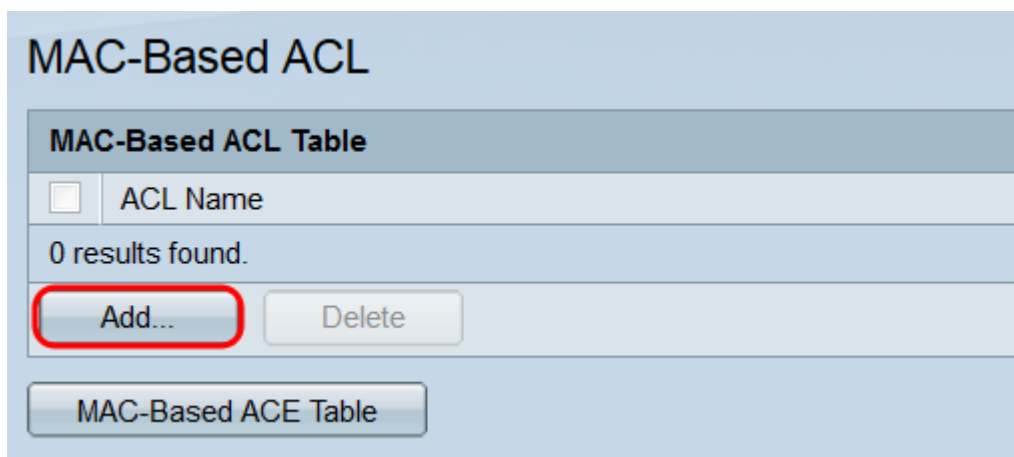 MAC-Based ACL
MAC-Based ACL Table
ACL Name
0 results found.
Add... Delete
MAC-Based ACE Table